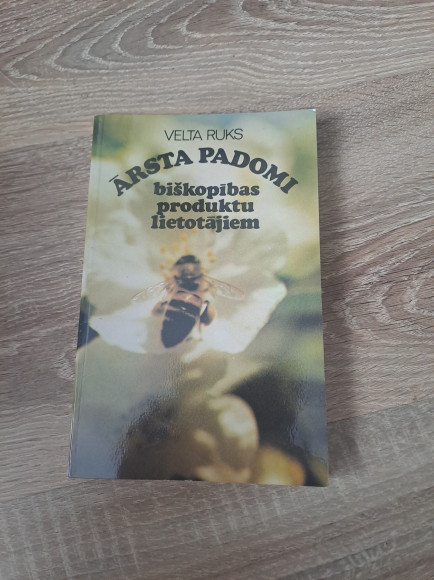 VELTA RUKS
ĀRSTA PADOMI
biškopības
produktu
lietotājiem